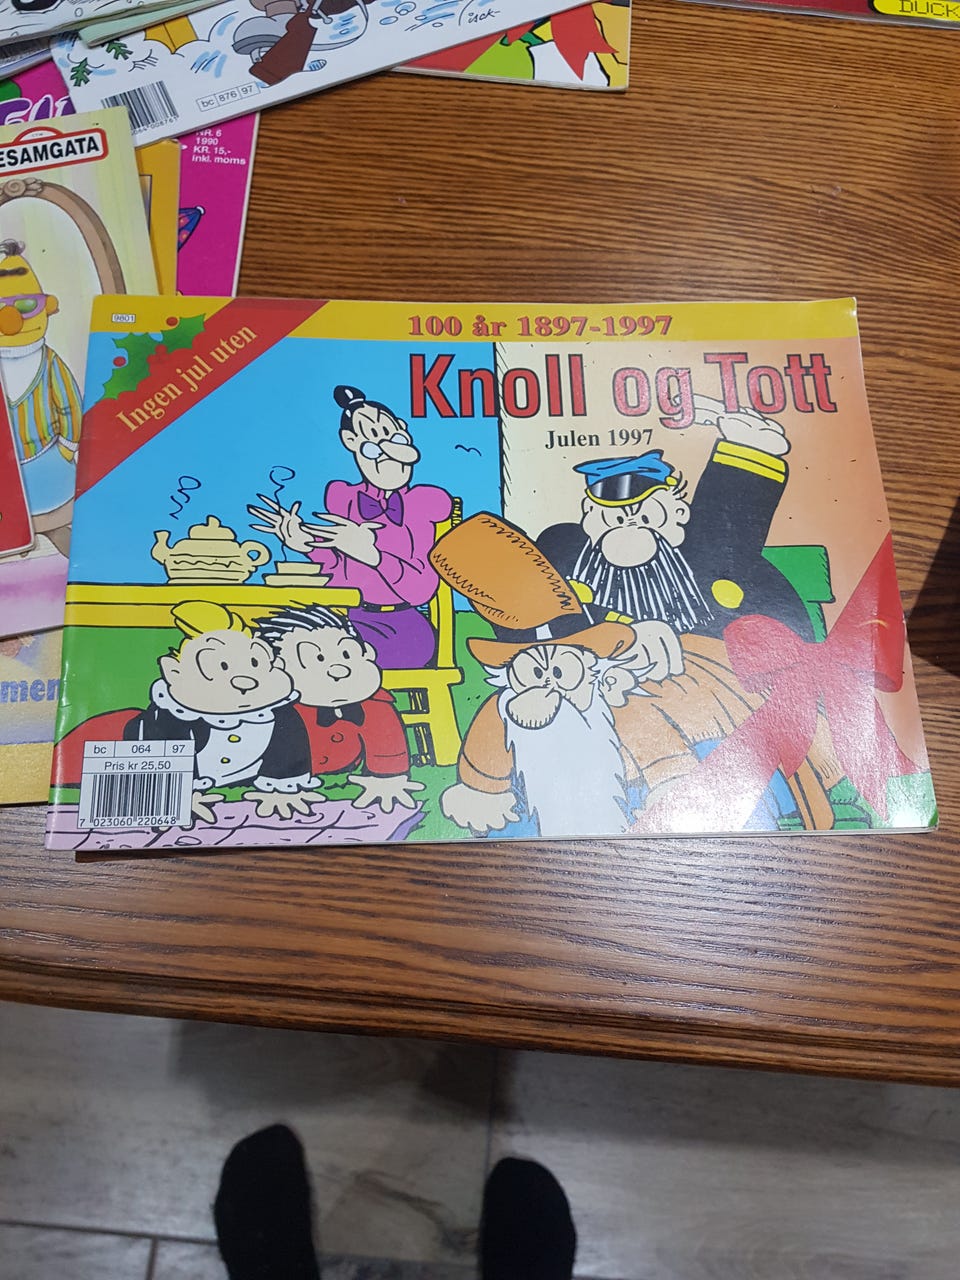 DUCK
bc 876 97
NR. 6
1990
KR. 15,-
Inkl. moms
ESAMGATA
9801
Ingen jul uten
100 år 1897-1997
Knoll og Tott
Julen 1997
bc 064 97
Pris kr 25,50
7 023060 220648